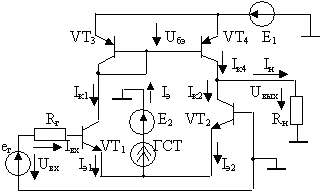 VT3
Uбэ
VT4
E1
Iк4
Iн
Iк1
Iэ
Iк2
Uвых
Rг
E2
VT2
Rн
eг
Iвх
VT1
ГСТ
Uвх
Iэ1
Iэ2